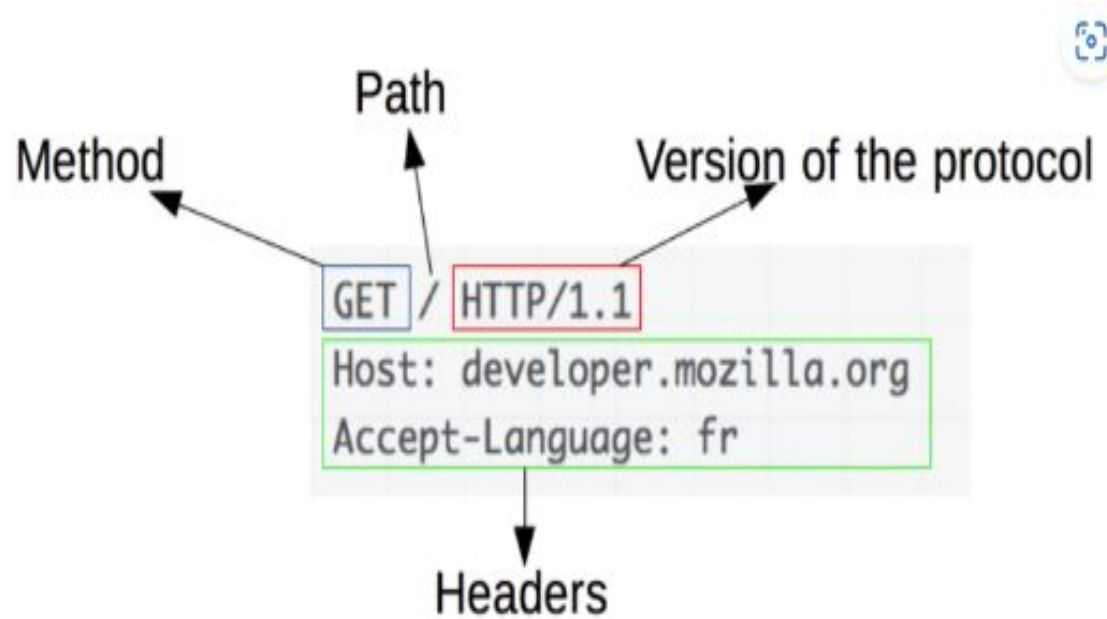 Path
Method
Version of the protocol
GET / HTTP/1.1
Host: developer.mozilla.org
Accept-Language: fr
Headers